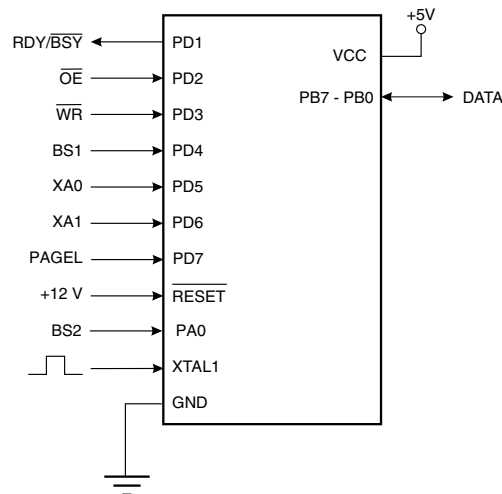 +5V
RDY/BSY PD1
VCC
OE PD2
PB7 - PB0 DATA
WR PD3
BS1 PD4
XA0 PD5
XA1 PD6
PAGEL PD7
+12 V RESET
BS2 PA0
XTAL1
GND